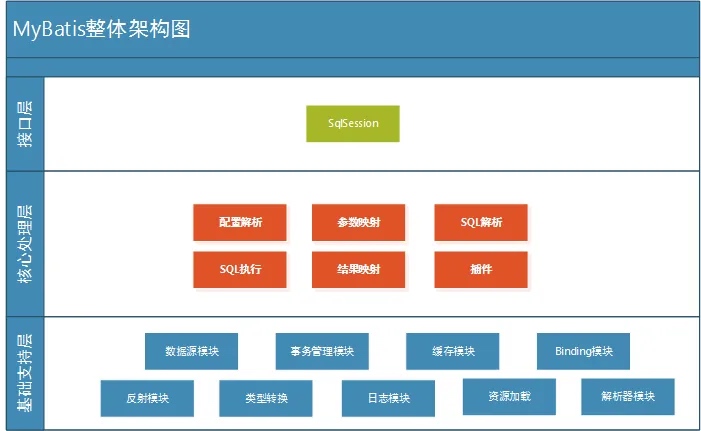 MyBatis整体架构图
接口层
SqlSession
核心处理层
配置解析
参数映射
SQL解析
SQL执行
结果映射
插件
基础支持层
数据源模块
事务管理模块
缓存模块
Binding模块
反射模块
类型转换
日志模块
资源加载
解析器模块